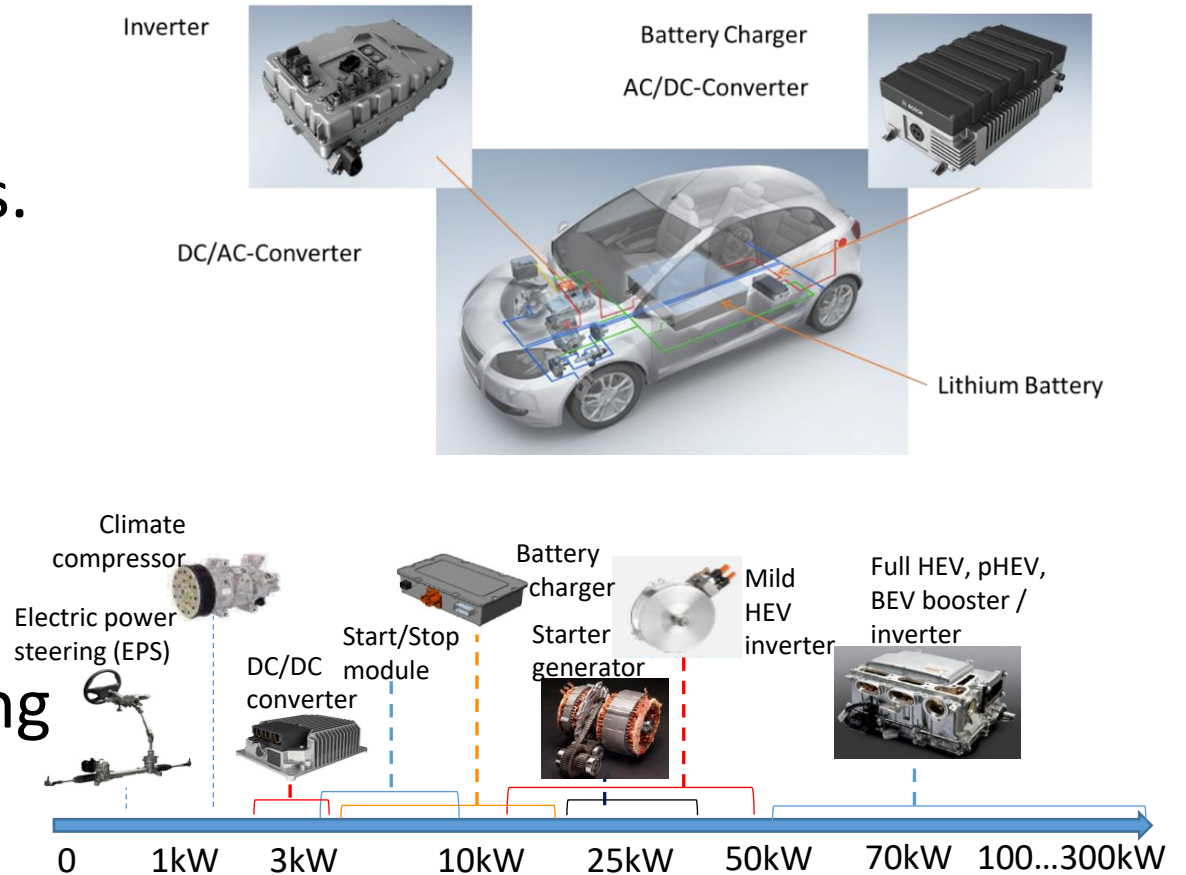 Inverter
Battery Charger
AC/DC-Converter
s.
DC/AC-Converter
Lithium Battery
Climate
compressor
Electric power
steering (EPS)
DC/DC
converter
Start/Stop
module
Battery
charger
Starter
generator
Mild
HEV
inverter
Full HEV, pHEV,
BEV booster /
inverter
ng
0 1kW 3kW 10kW 25kW 50kW 70kW 100…300kW
BOSCH